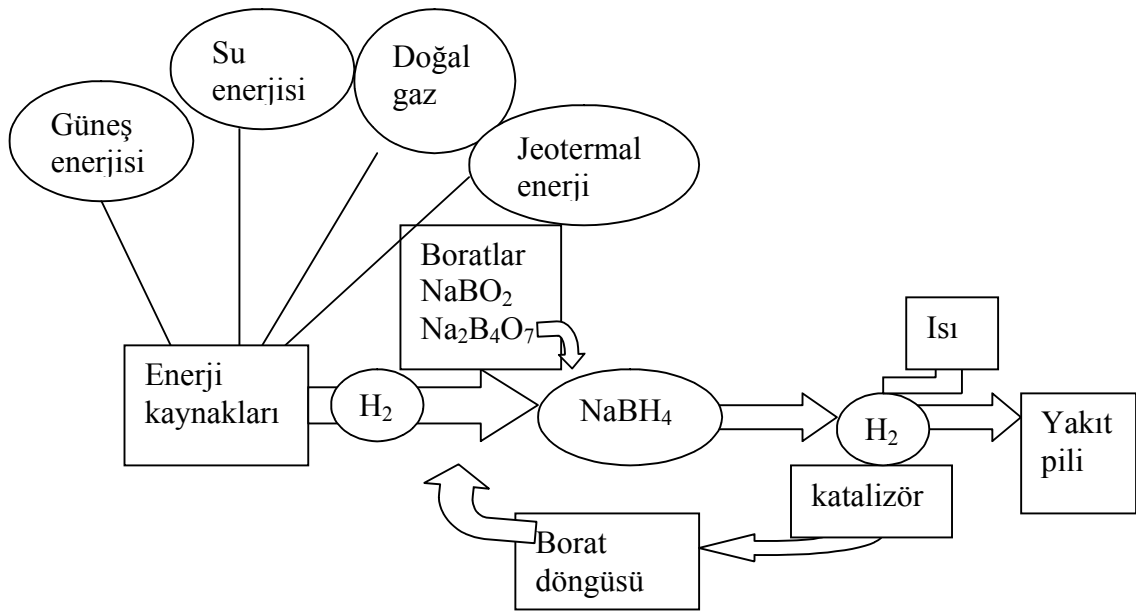 Su
enerjisi
Doğal
gaz
Güneş
enerjisi
Jeotermal
enerji
Boratlar
NaBO₂
Na₂B₄O₇
Isı
Enerji
kaynakları
H₂
NaBH₄
H₂
Yakıt
pili
katalizör
Borat
döngüsü